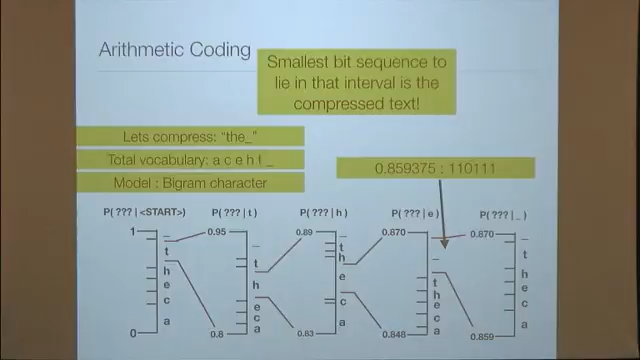 Arithmetic Coding
Smallest bit sequence to
lie in that interval is the
compressed text!
Lets compress: "the_"
Total vocabulary: a c e h t _
Model : Bigram character
0.859375 : 110111
P( ??? | <START>)
P( ??? | t)
P( ??? | h)
P( ??? | e)
P( ??? | _ )
1
0.95
0.89
0.870
0.870
_
t
h
e
c
a
_
t
h
e
c
a
_
t
h
e
c
a
_
t
h
e
c
a
_
t
h
e
c
a
0
0.8
0.83
0.848
0.859